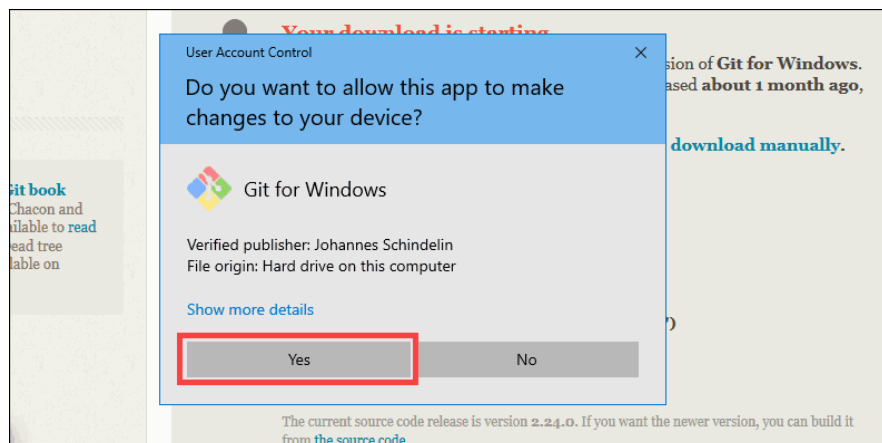 Your download is starting
User Account Control
Do you want to allow this app to make
changes to your device?
sion of Git for Windows.
ased about 1 month ago,
download manually.
Git for Windows
Git book
Chacon and
ailable to read
ead tree
lable on
Verified publisher: Johannes Schindelin
File origin: Hard drive on this computer
Show more details
Yes
No
The current source code release is version 2.24.0. If you want the newer version, you can build it
from the source code.